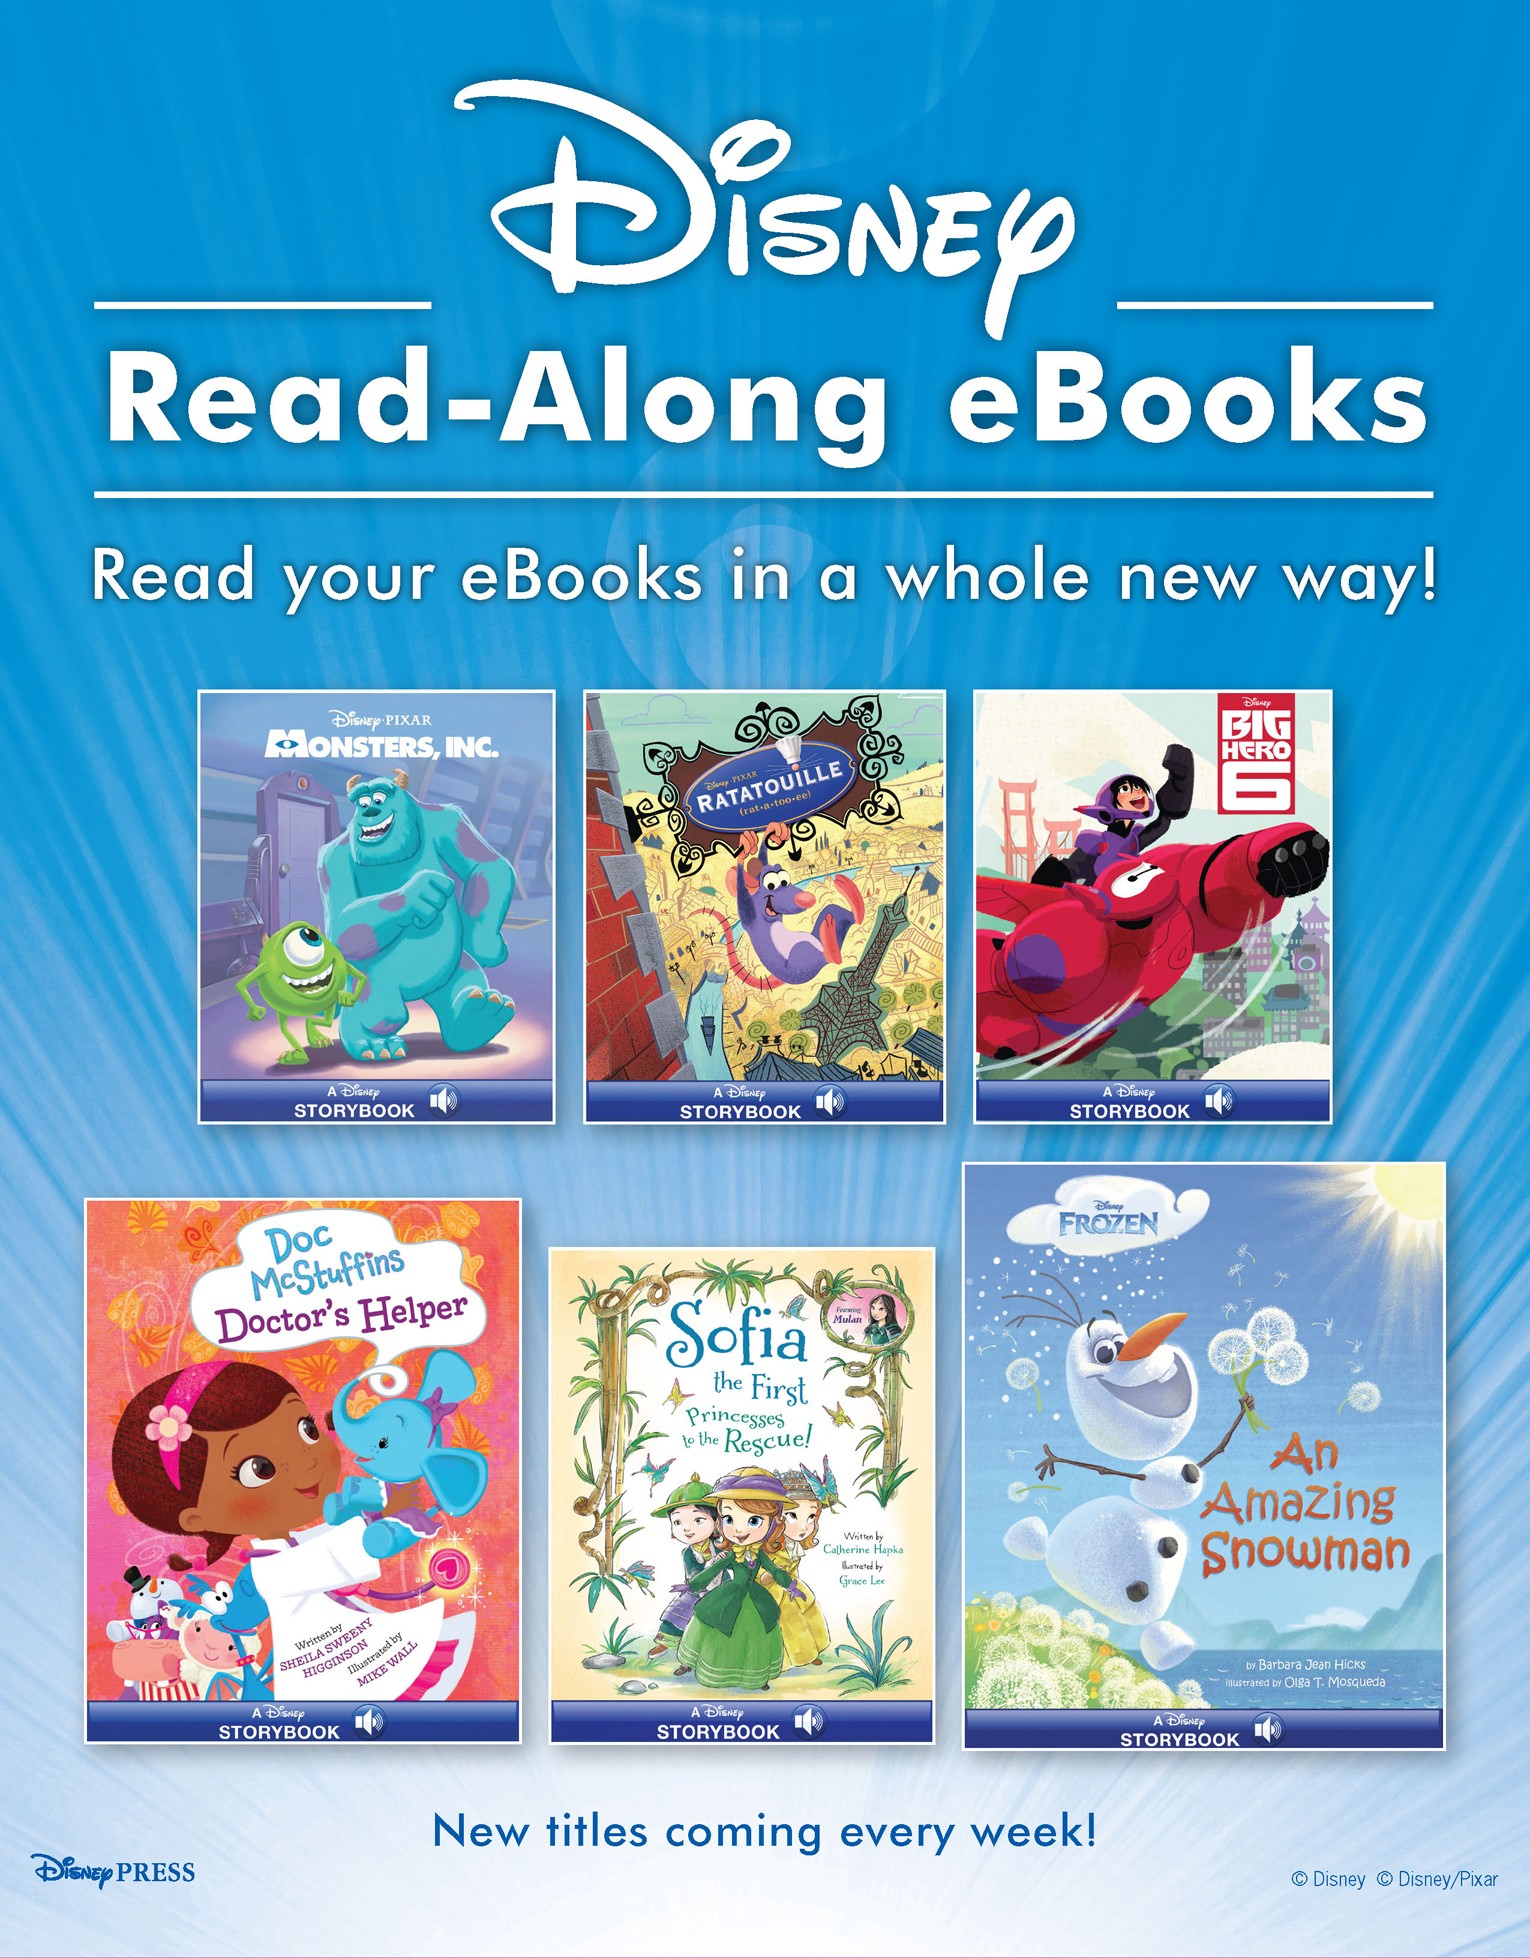 Disney
Read-Along eBooks
Read your eBooks in a whole new way!
Disney·PIXAR
MONSTERS, INC.
A Disney
STORYBOOK
Disney·PIXAR
RATATOUILLE
(rat•a•too•ee)
A Disney
STORYBOOK
Disney
BIG
HERO
6
A Disney
STORYBOOK
Doc
McStuffins
Doctor's Helper
Written by
SHEILA SWEENY
HIGGINSON
Illustrated by
MIKE WALL
A Disney
STORYBOOK
Featuring
Mulan
Sofia
the First
Princesses
to the Rescue!
Written by
Catherine Hapka
Illustrated by
Grace Lee
A Disney
STORYBOOK
Disney
FROZEN
An
Amazing
Snowman
by Barbara Jean Hicks
illustrated by Olga T. Mosqueda
A Disney
STORYBOOK
New titles coming every week!
Disney PRESS
© Disney © Disney/Pixar